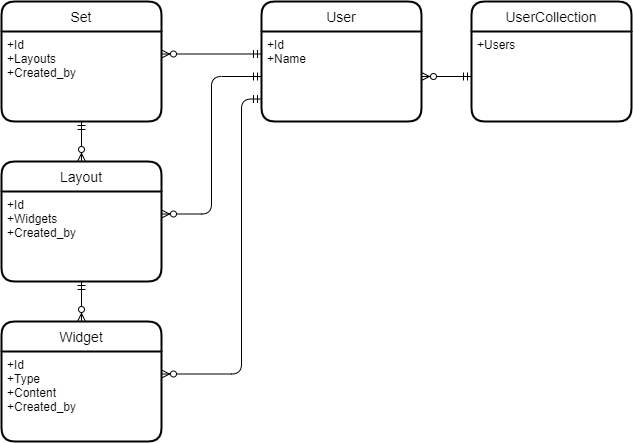 Set
+Id
+Layouts
+Created_by
User
+Id
+Name
UserCollection
+Users
Layout
+Id
+Widgets
+Created_by
Widget
+Id
+Type
+Content
+Created_by